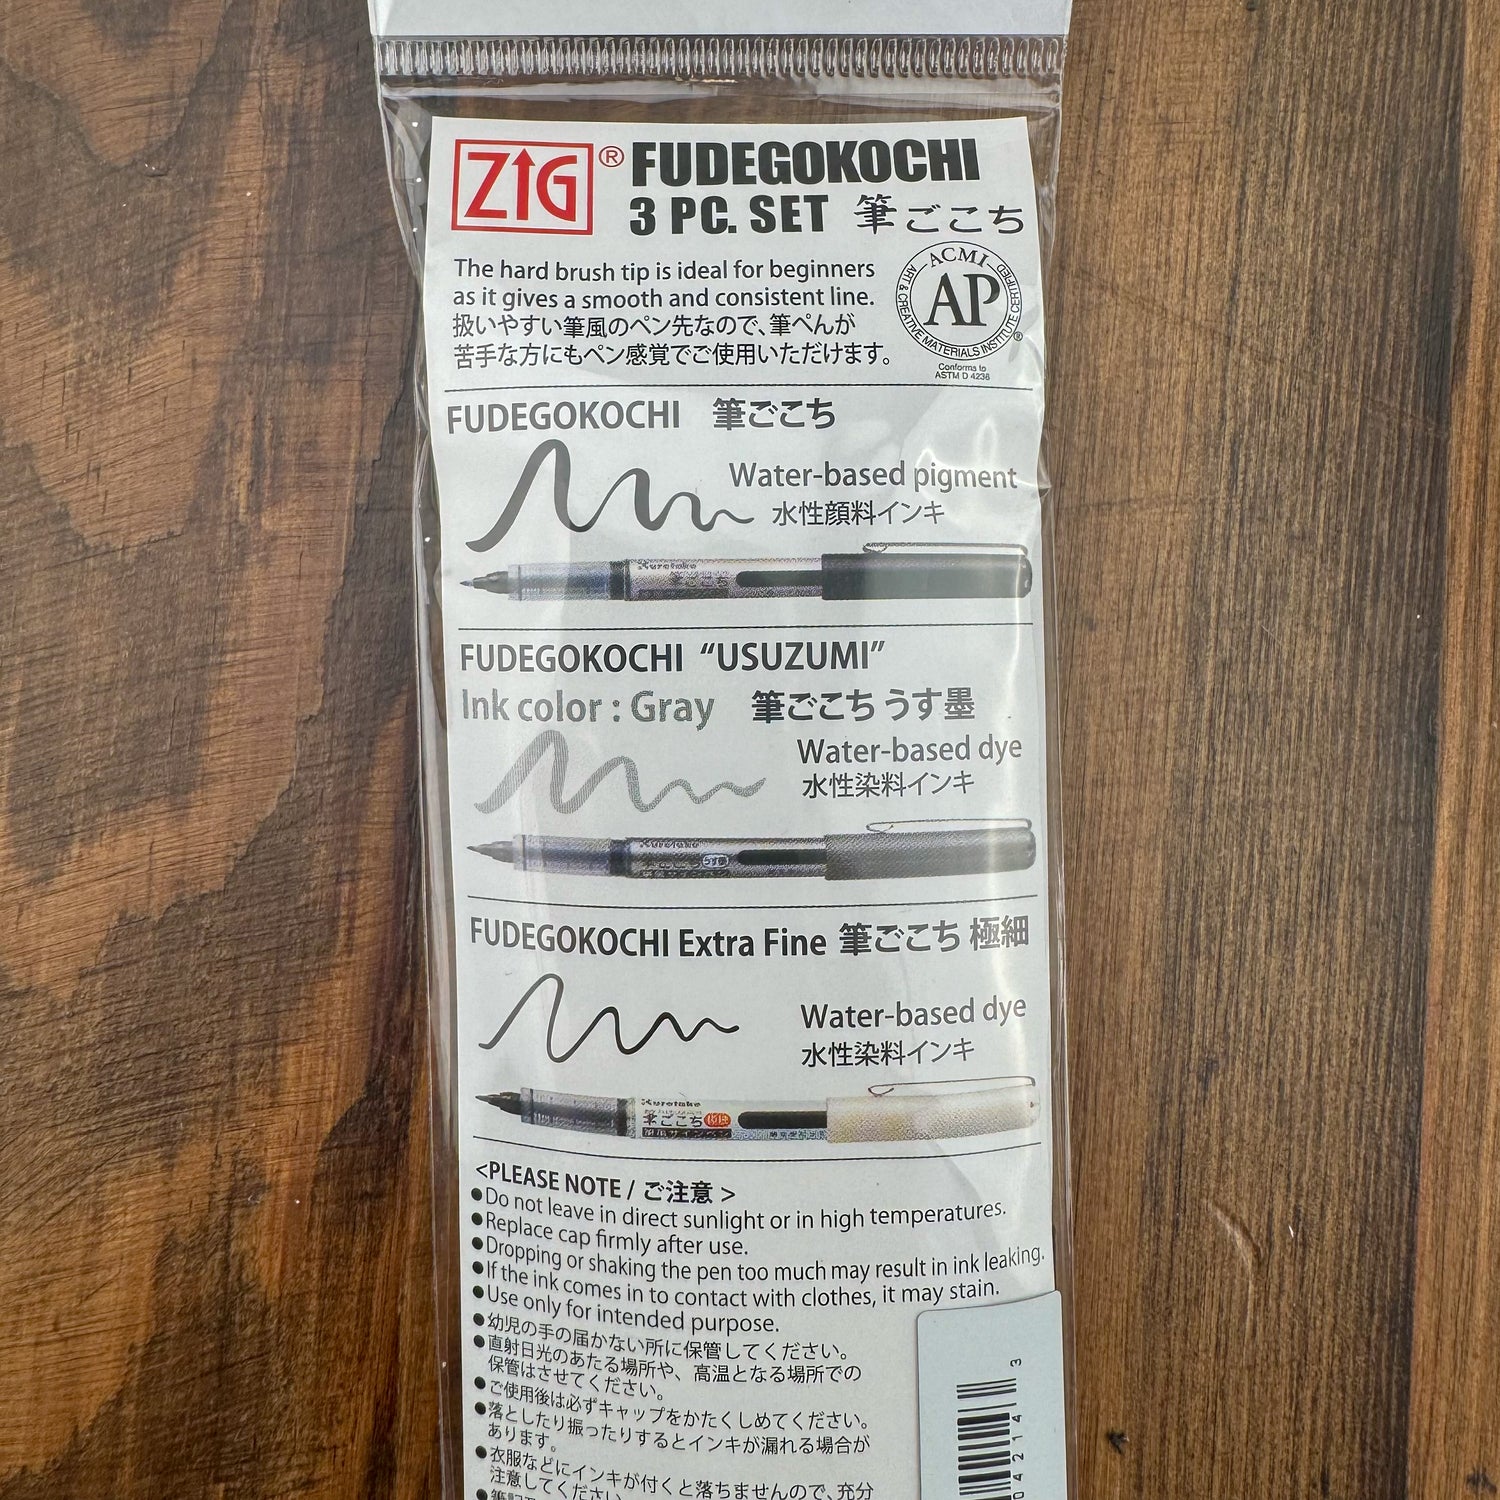 ZIG® FUDEGOKOCHI
3 PC. SET 筆ごこち
The hard brush tip is ideal for beginners
as it gives a smooth and consistent line.
扱いやすい筆風のペン先なので、筆ぺんが
苦手な方にもペン感覚でご使用いただけます。
ACMI
AP
ART & CREATIVE MATERIALS INSTITUTE CERTIFIED®
Conforms to
ASTM D 4236
FUDEGOKOCHI 筆ごこち
Water-based pigment
水性顔料インキ
Kuretake
FUDEGOKOCHI “USUZUMI”
Ink color : Gray 筆ごこち うす墨
Water-based dye
水性染料インキ
Kuretake
筆ごこち うす墨
FUDEGOKOCHI Extra Fine 筆ごこち 極細
Water-based dye
水性染料インキ
Kuretake
筆ごこち 極細
<PLEASE NOTE / ご注意 >
●Do not leave in direct sunlight or in high temperatures.
●Replace cap firmly after use.
●Dropping or shaking the pen too much may result in ink leaking.
●If the ink comes in to contact with clothes, it may stain.
●Use only for intended purpose.
●幼児の手の届かない所に保管してください。
●直射日光のあたる場所や、高温となる場所での
保管はさせてください。
●ご使用後は必ずキャップをかたくしめてください。
●落としたり振ったりするとインキが漏れる場合が
あります。
●衣服などにインキが付くと落ちませんので、充分
注意してください。
04214 3